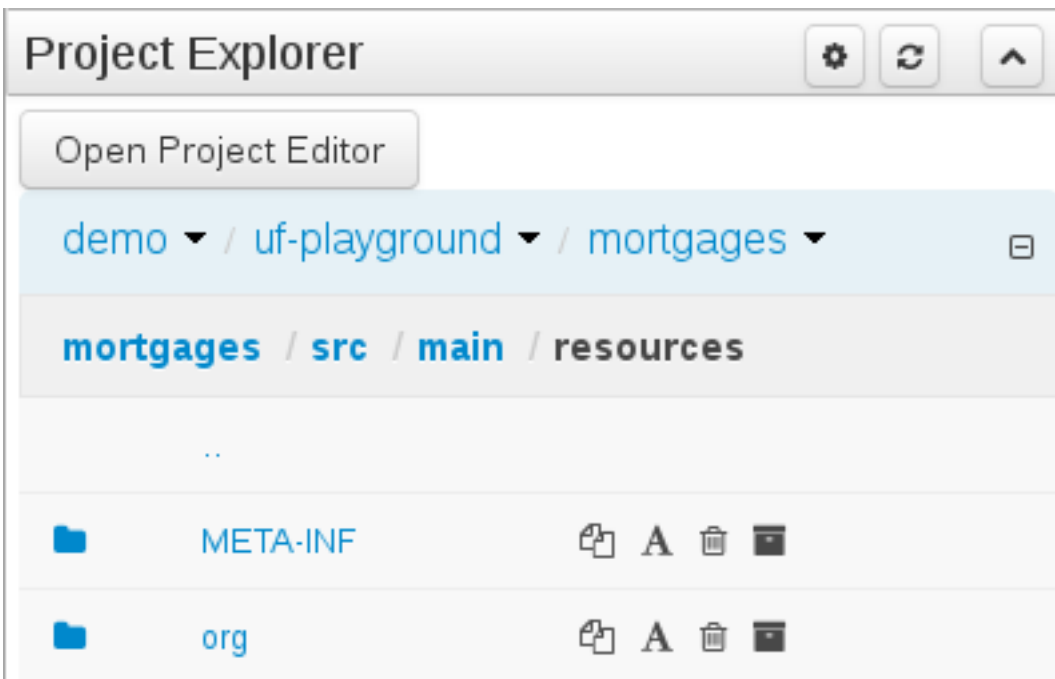 Project Explorer
Open Project Editor
demo / uf-playground / mortgages
mortgages / src / main / resources
..
META-INF
org